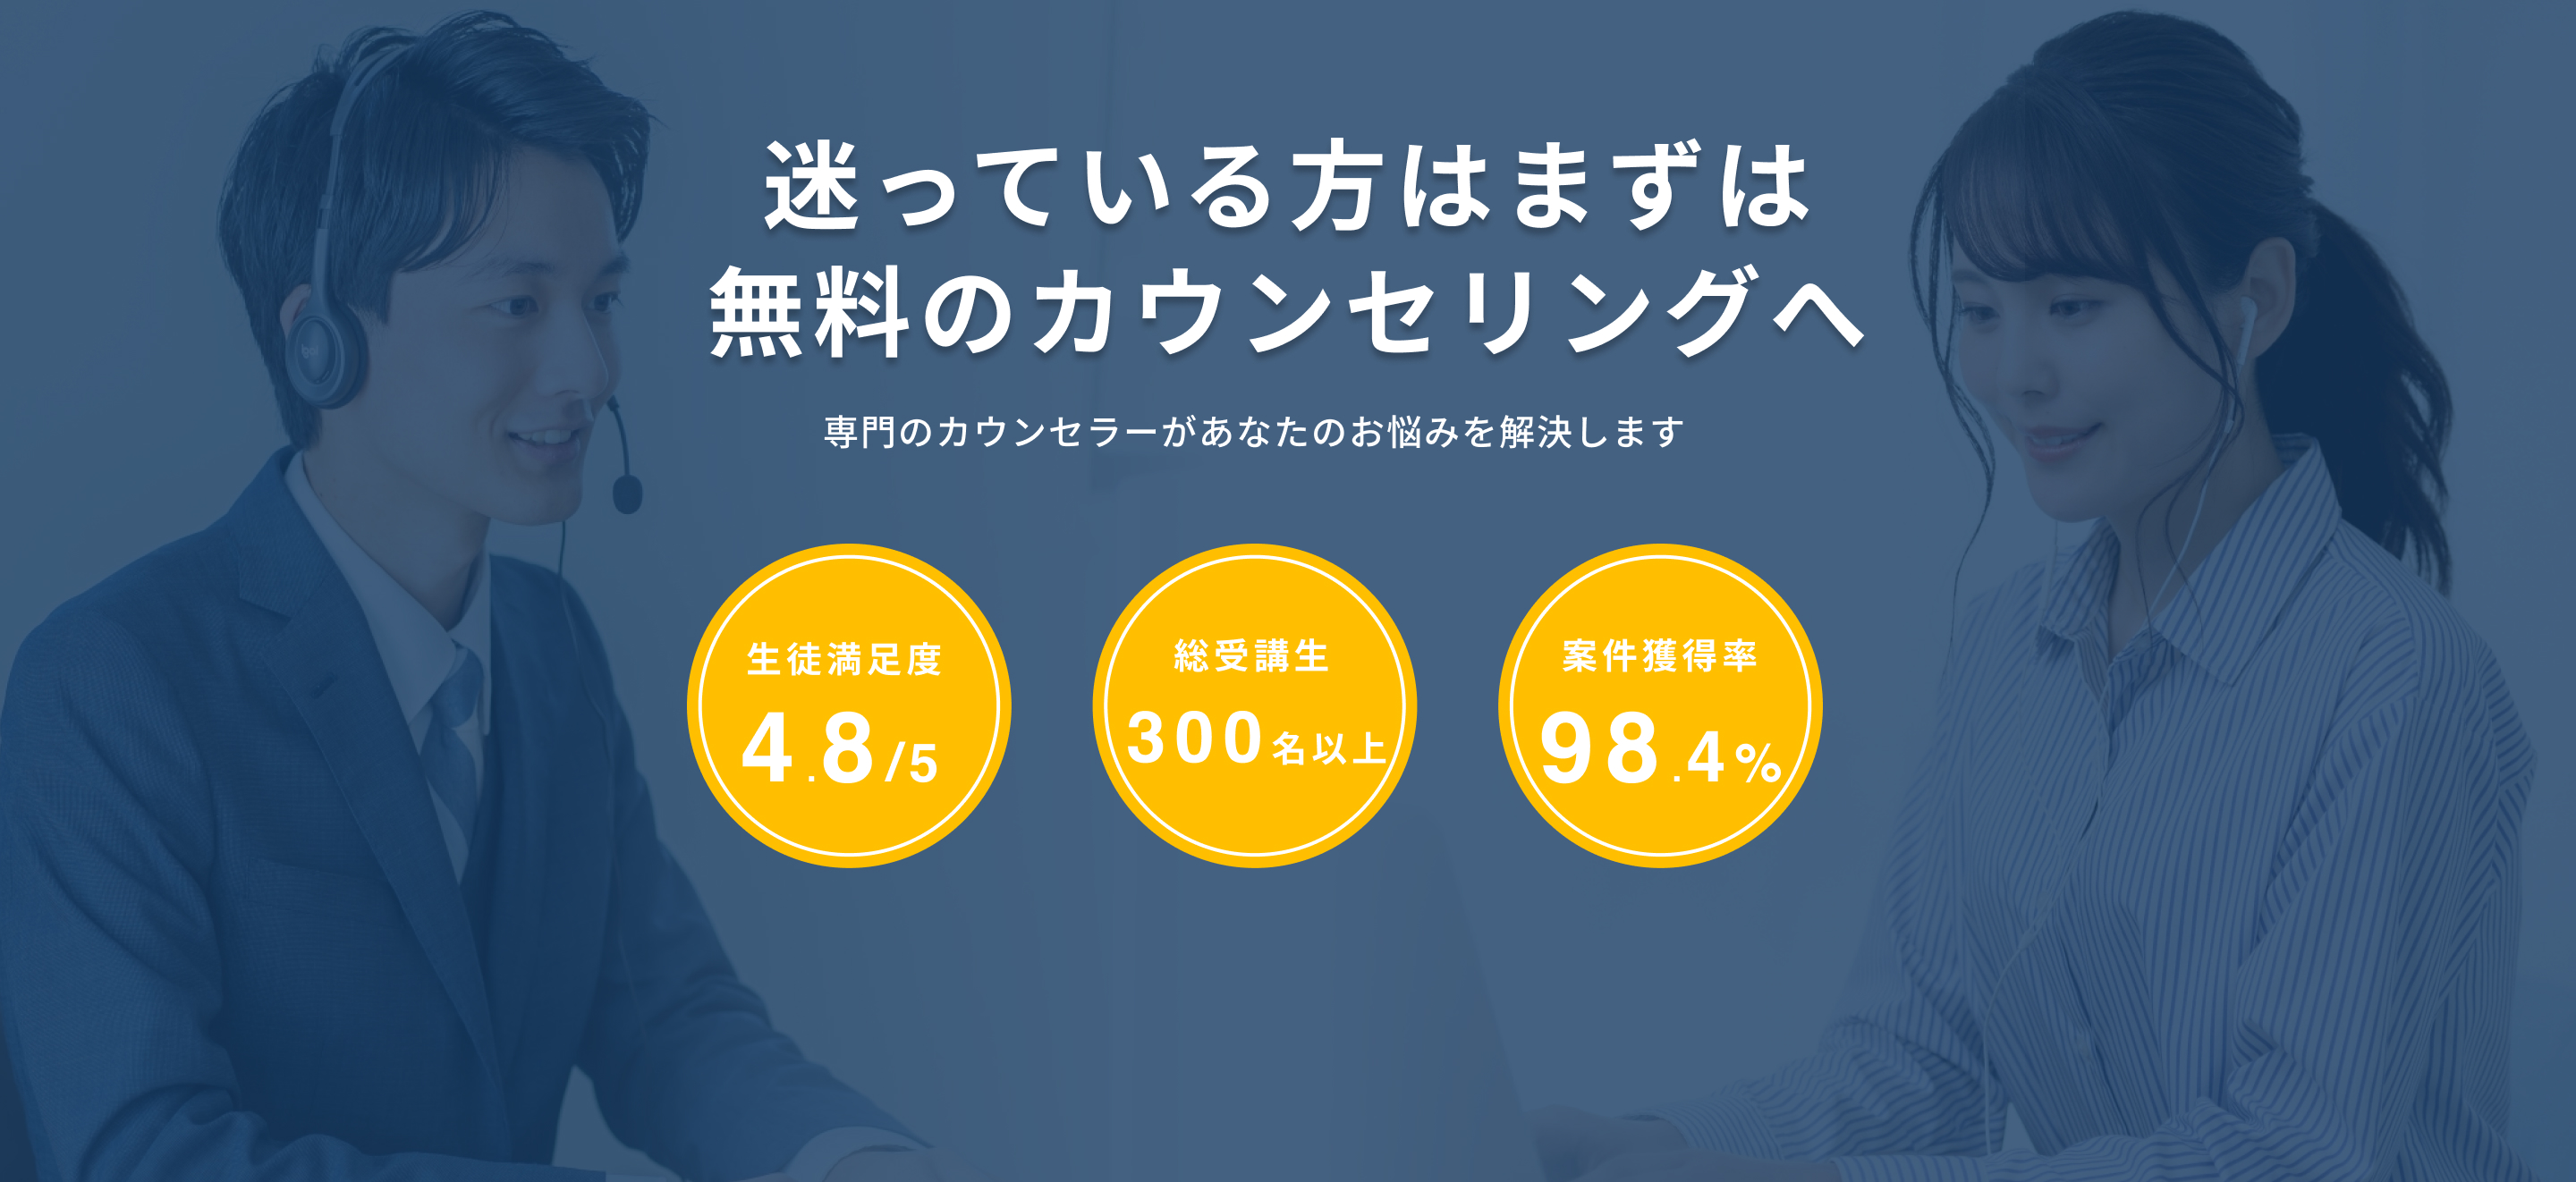 迷っている方はまずは
無料のカウンセリングへ
専門のカウンセラーがあなたのお悩みを解決します
生徒満足度
4.8/5
総受講生
300名以上
案件獲得率
98.4%